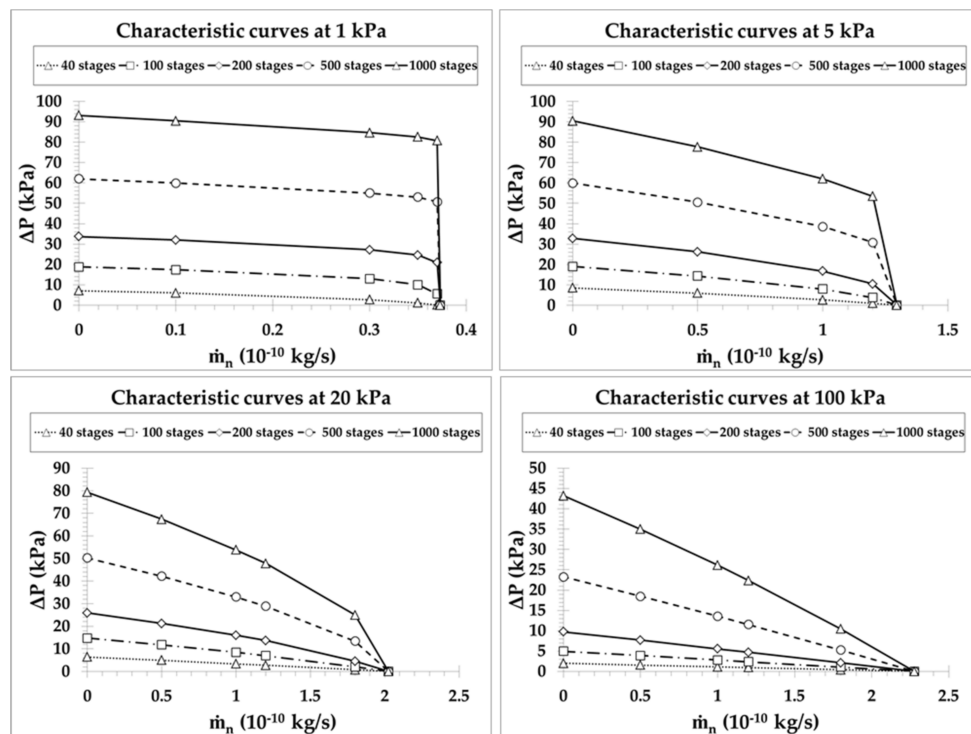 Characteristic curves at 1 kPa
40 stages 100 stages 200 stages 500 stages 1000 stages
ΔP (kPa)
100
90
80
70
60
50
40
30
20
10
0
0 0.1 0.2 0.3 0.4
ṁn (10-10 kg/s)
Characteristic curves at 5 kPa
40 stages 100 stages 200 stages 500 stages 1000 stages
ΔP (kPa)
100
90
80
70
60
50
40
30
20
10
0
0 0.5 1 1.5
ṁn (10-10 kg/s)
Characteristic curves at 20 kPa
40 stages 100 stages 200 stages 500 stages 1000 stages
ΔP (kPa)
90
80
70
60
50
40
30
20
10
0
0 0.5 1 1.5 2 2.5
ṁn (10-10 kg/s)
Characteristic curves at 100 kPa
40 stages 100 stages 200 stages 500 stages 1000 stages
ΔP (kPa)
50
45
40
35
30
25
20
15
10
5
0
0 0.5 1 1.5 2 2.5
ṁn (10-10 kg/s)